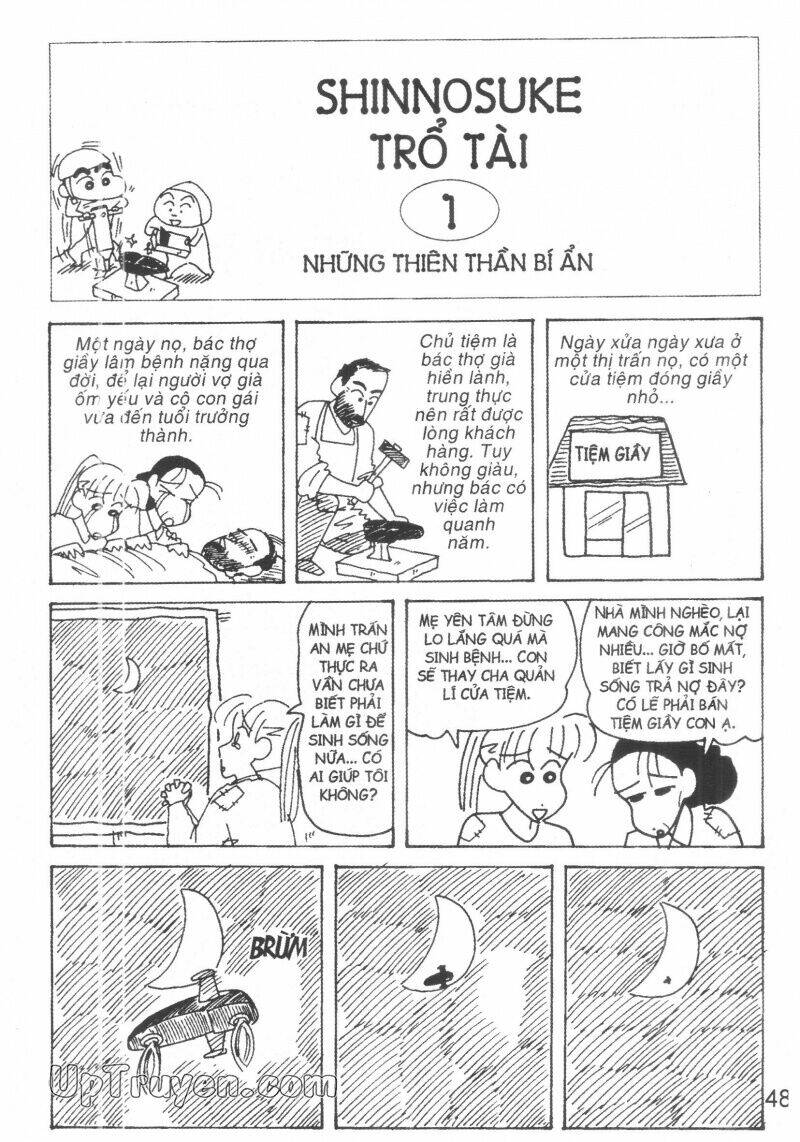 SHINNOSUKE
TRỔ TÀI
1
NHỮNG THIÊN THẦN BÍ ẨN
Ngày xửa ngày xưa ở
một thị trấn nọ, có một
cửa tiệm đóng giầy
nhỏ...
TIỆM GIẦY
Chủ tiệm là
bác thợ già
hiền lành,
trung thực
nên rất được
lòng khách
hàng. Tuy
không giàu,
nhưng bác có
việc làm
quanh
năm.
Một ngày nọ, bác thợ
giầy lâm bệnh nặng qua
đời, để lại người vợ già
ốm yếu và cô con gái
vừa đến tuổi trưởng
thành.
NHÀ MÌNH NGHÈO, LẠI
MANG CÔNG MẮC NỢ
NHIỀU... GIỜ BỐ MẤT,
BIẾT LẤY GÌ SINH
SỐNG TRẢ NỢ ĐÂY?
CÓ LẼ PHẢI BÁN
TIỆM GIẦY CON Ạ.
MẸ YÊN TÂM ĐỪNG
LO LẮNG QUÁ MÀ
SINH BỆNH... CON
SẼ THAY CHA QUẢN
LÍ CỬA TIỆM.
MÌNH TRẤN
AN MẸ CHỨ
THỰC RA
VẪN CHƯA
BIẾT PHẢI
LÀM GÌ ĐỂ
SINH SỐNG
NỮA... CÓ
AI GIÚP TÔI
KHÔNG?
BRÙM
UpTruyen.com
48